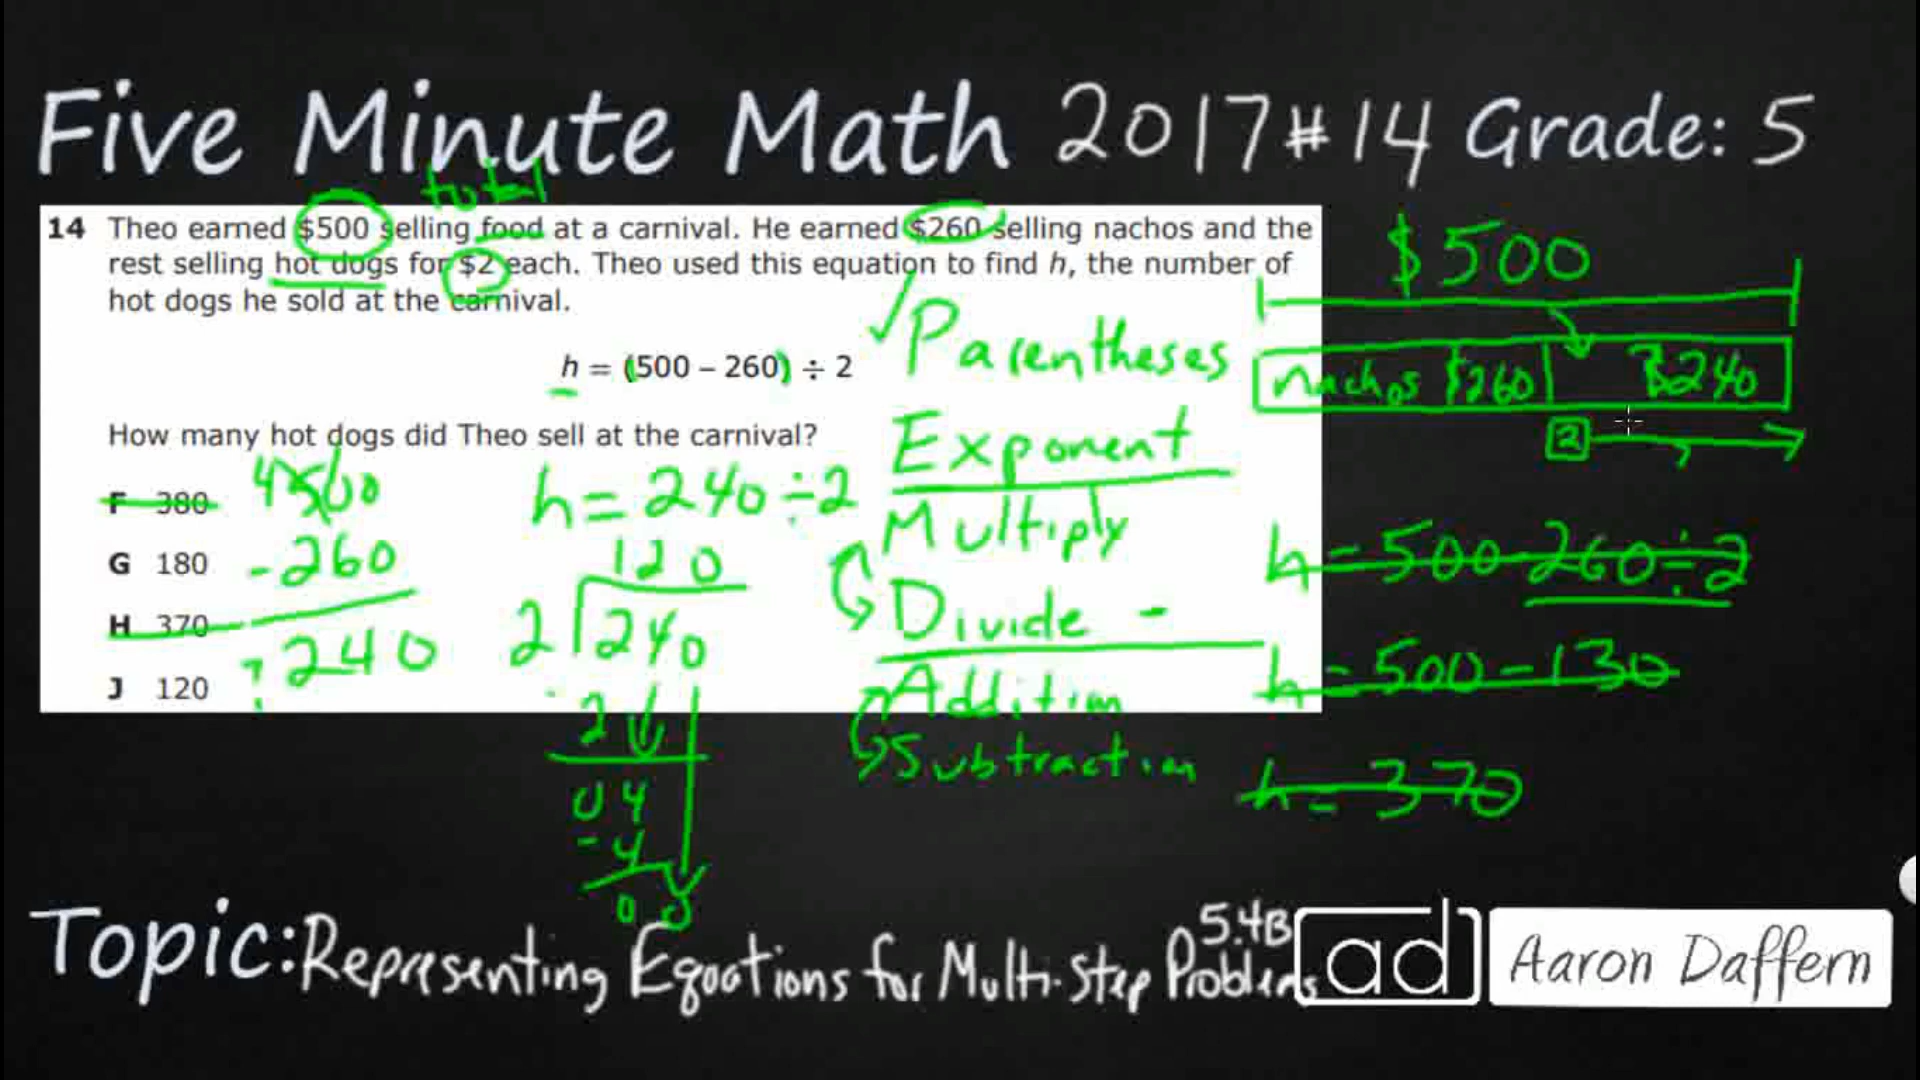 Five Minute Math 2017 #14 Grade: 5
total
14 Theo earned $500 selling food at a carnival. He earned $260 selling nachos and the
rest selling hot dogs for $2 each. Theo used this equation to find h, the number of
hot dogs he sold at the carnival.
h = (500 – 260) ÷ 2
How many hot dogs did Theo sell at the carnival?
F 380
G 180
H 370
J 120
4 500
- 260
240
h = 240 ÷ 2
120
2 240
2
04
- 4
00
✓ Parentheses
Exponent
Multiply
Divide -
Addition
Subtraction
$500
nachos $260 $240
2
h = 500 - 260 ÷ 2
h = 500 - 130
h = 370
Topic: Representing Equations for Multi-Step Problems
5.4B
ad Aaron Daffern